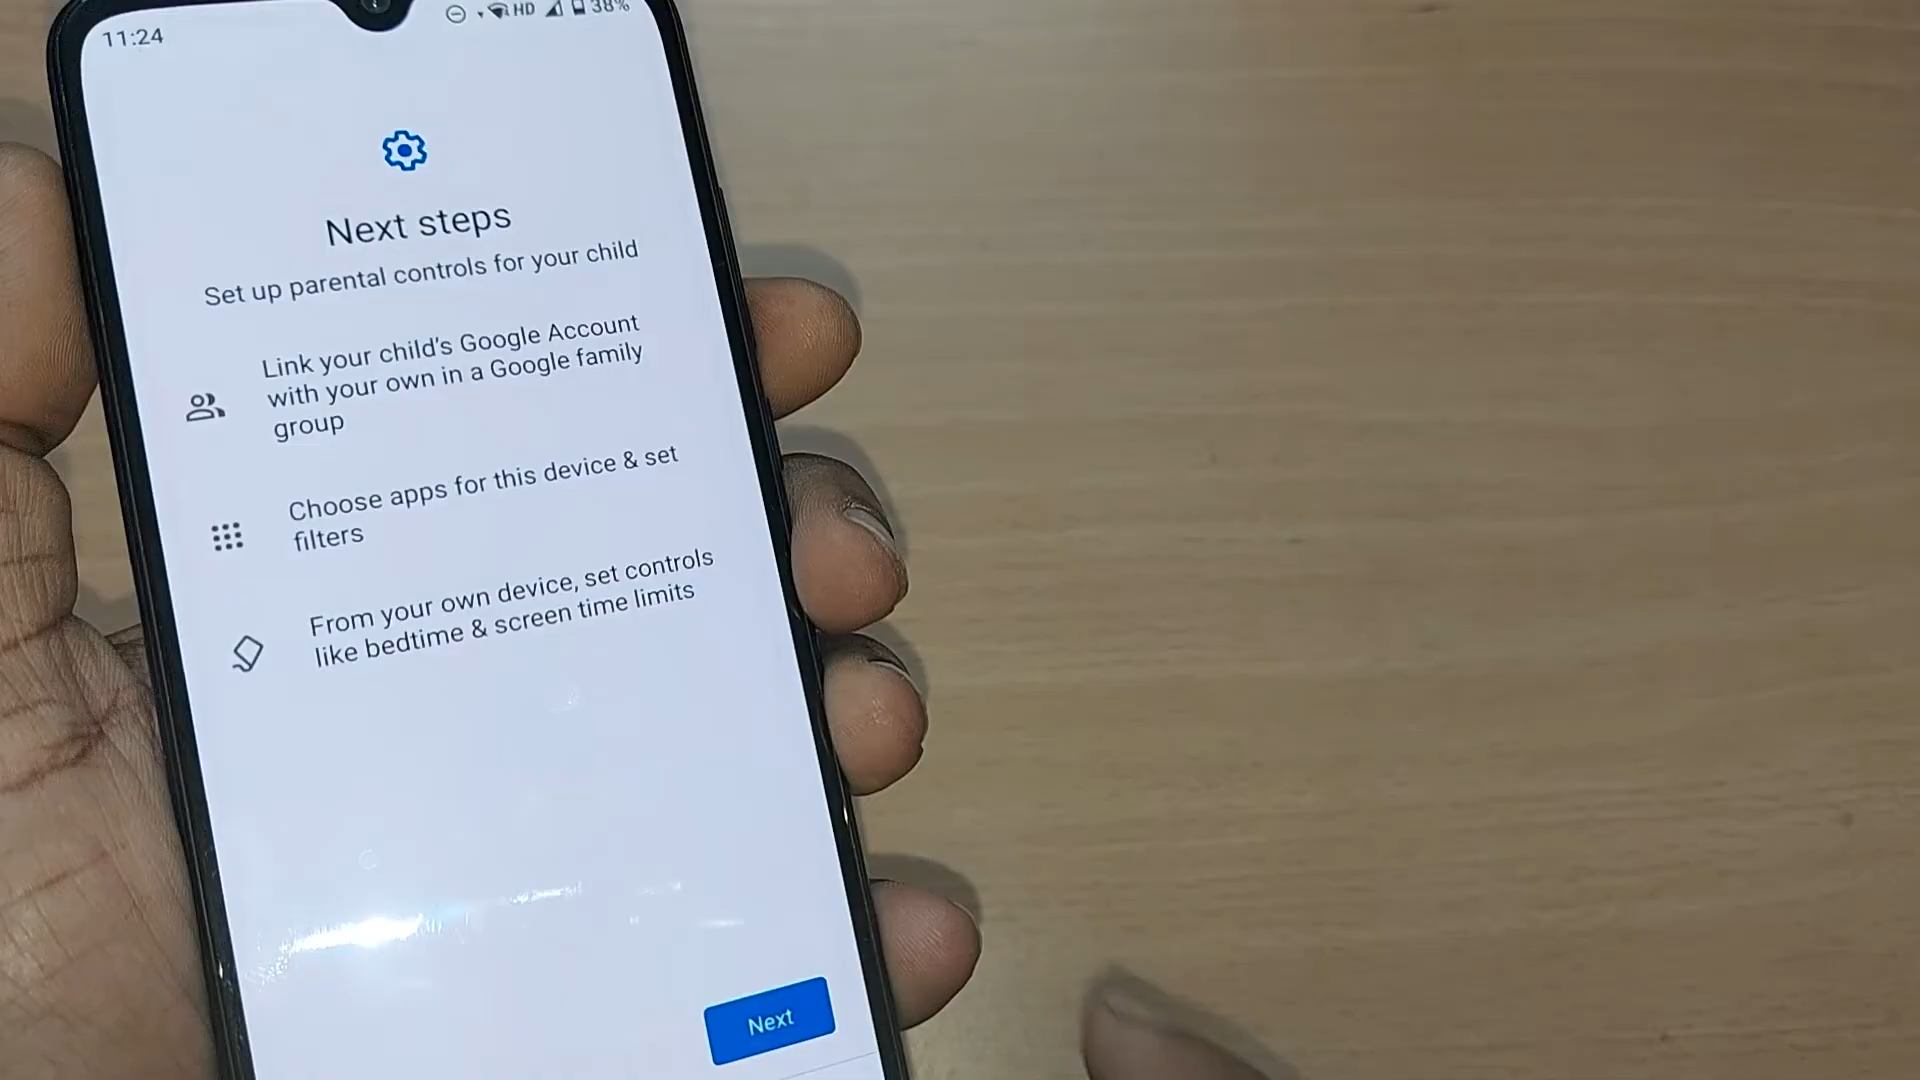 11:24
HD 38%
Next steps
Set up parental controls for your child
Link your child's Google Account
with your own in a Google family
group
Choose apps for this device & set
filters
From your own device, set controls
like bedtime & screen time limits
Next